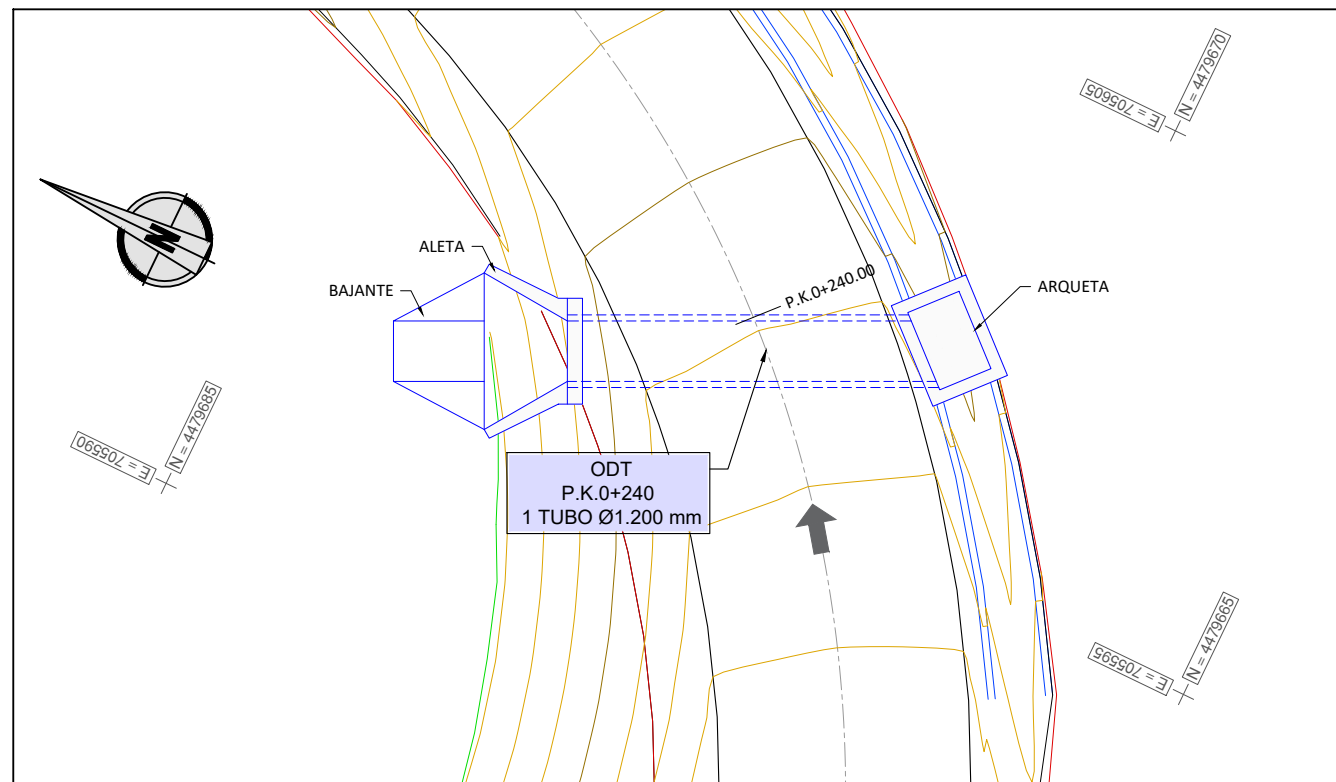 E = 705605
N = 4479670
N
ALETA
BAJANTE
P.K.0+240.00
ARQUETA
E = 705590
N = 4479685
ODT
P.K.0+240
1 TUBO Ø1.200 mm
E = 705595
N = 4479665